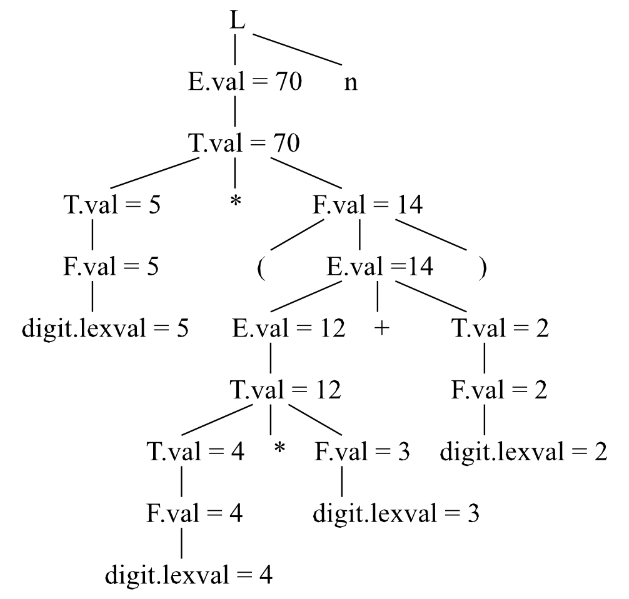 L
E.val = 70 n
T.val = 70
T.val = 5 * F.val = 14
F.val = 5 ( E.val =14 )
digit.lexval = 5 E.val = 12 + T.val = 2
T.val = 12 F.val = 2
T.val = 4 * F.val = 3 digit.lexval = 2
F.val = 4 digit.lexval = 3
digit.lexval = 4